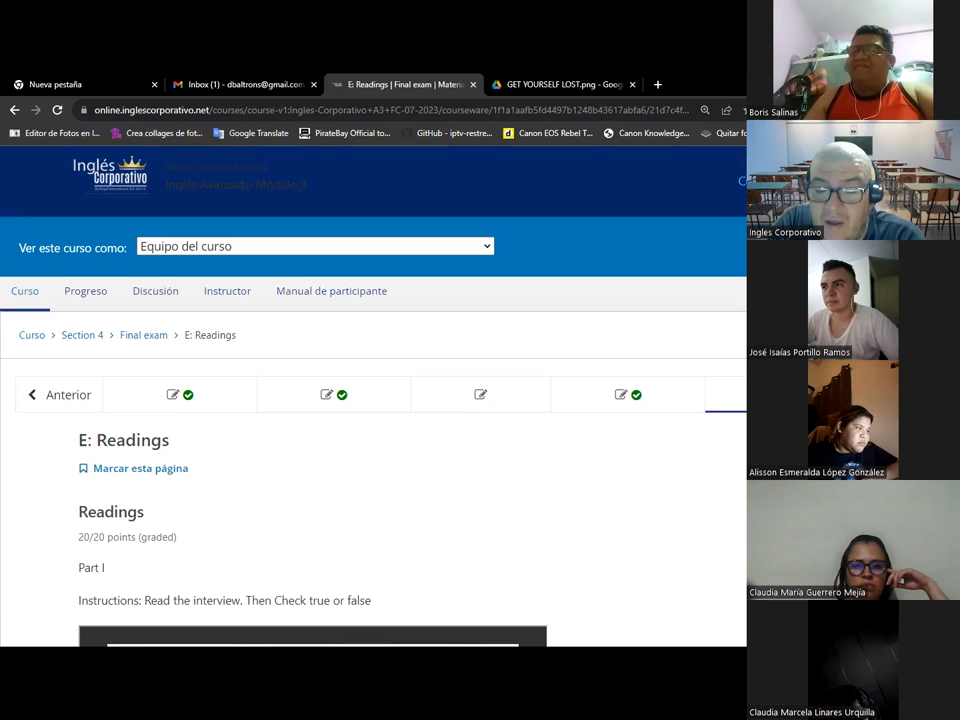 Nueva pestaña
Inbox (1) - dbaltrons@gmail.com
E: Readings | Final exam | Materia
GET YOURSELF LOST.png - Goog
online.inglescorporativo.net/courses/course-v1:Ingles-Corporativo+A3+FC-07-2023/courseware/1f1a1aafb5fd4497b1248b43617abfa6/21d7c4f...
Editor de Fotos en l...
Crea collages de fot...
Google Translate
PirateBay Official to...
GitHub - iptv-restre...
Canon EOS Rebel T...
Canon Knowledge...
Quitar fo
Inglés
Corporativo
Inglés Avanzado Módulo 3
C
Ver este curso como:
Equipo del curso
Curso
Progreso
Discusión
Instructor
Manual de participante
Curso > Section 4 > Final exam > E: Readings
Anterior
E: Readings
Marcar esta página
Readings
20/20 points (graded)
Part I
Instructions: Read the interview. Then Check true or false
Boris Salinas
Ingles Corporativo
José Isaías Portillo Ramos
Alisson Esmeralda López González
Claudia María Guerrero Mejía
Claudia Marcela Linares Urquilla